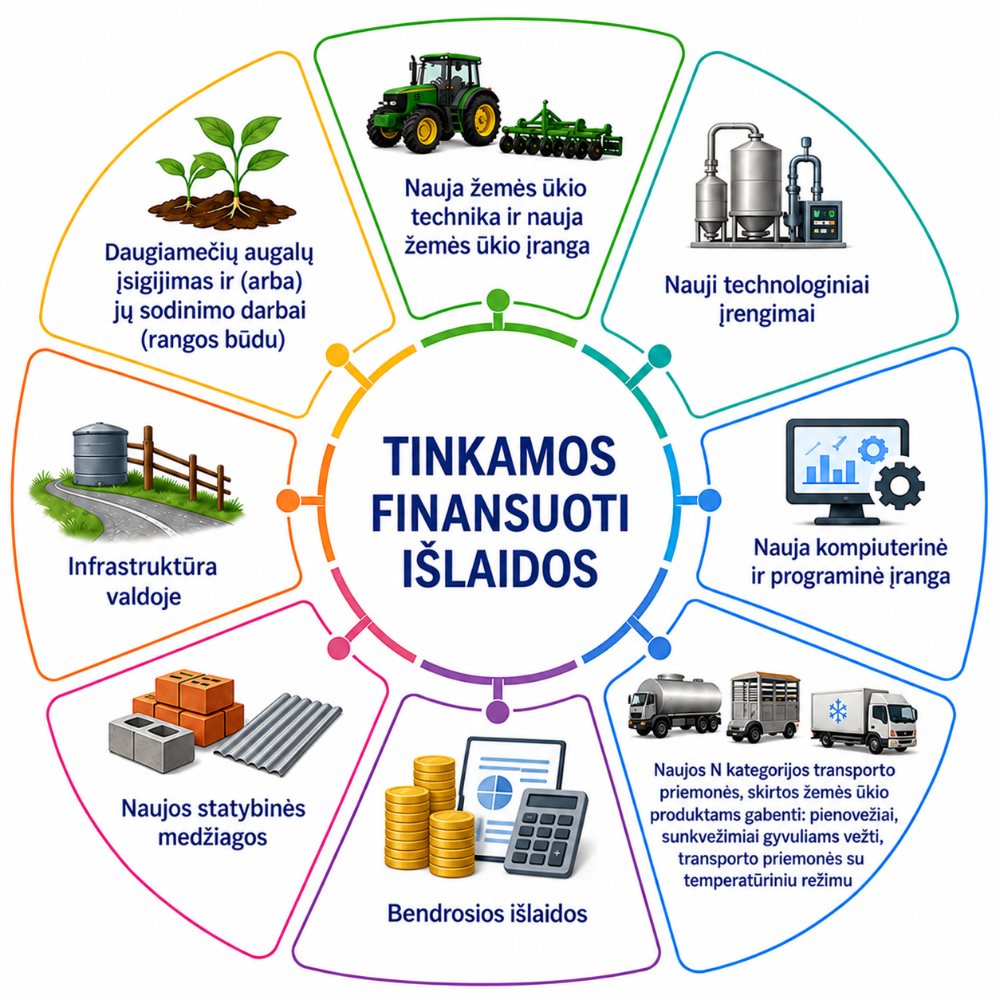 TINKAMOS
FINANSUOTI
IŠLAIDOS
Nauja žemės ūkio
technika ir nauja
žemės ūkio įranga
Nauji technologiniai
įrengimai
Nauja kompiuterinė
ir programinė įranga
Naujos N kategorijos transporto
priemonės, skirtos žemės ūkio
produktams gabenti: pienovežiai,
sunkvežimiai gyvuliams vežti,
transporto priemonės su
temperatūriniu režimu
Bendrosios išlaidos
Naujos statybinės
medžiagos
Infrastruktūra
valdoje
Daugiamečių augalų
įsigijimas ir (arba)
jų sodinimo darbai
(rangos būdu)